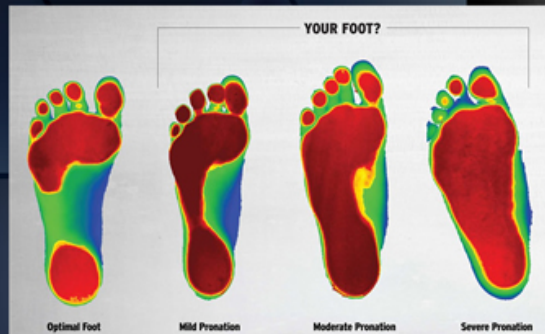 YOUR FOOT?
Optimal Foot
Mild Pronation
Moderate Pronation
Severe Pronation